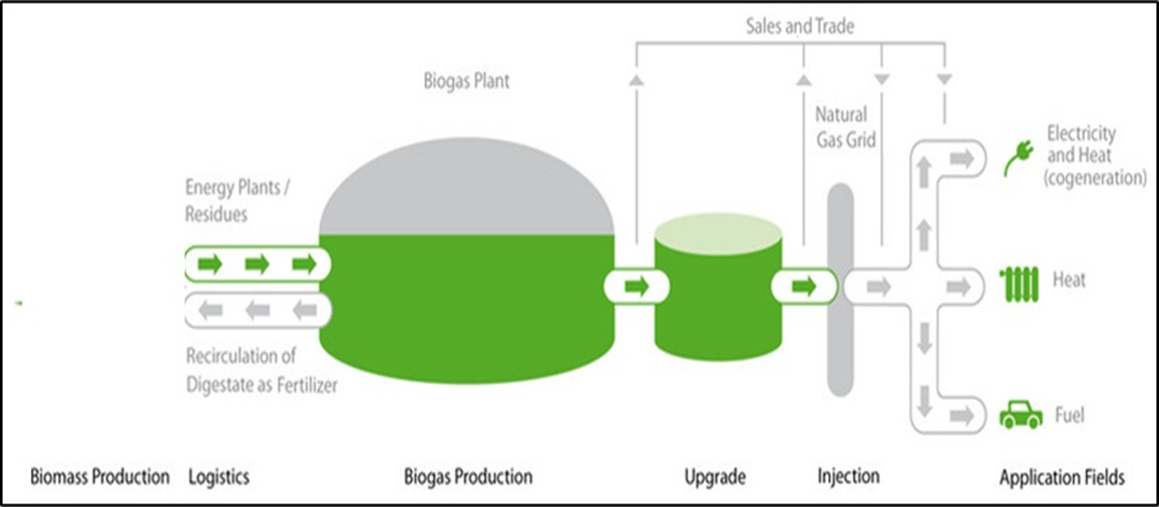 Sales and Trade
Biogas Plant
Natural
Gas Grid
Electricity
and Heat
(cogeneration)
Energy Plants /
Residues
Heat
Recirculation of
Digestate as Fertilizer
Fuel
Biomass Production
Logistics
Biogas Production
Upgrade
Injection
Application Fields